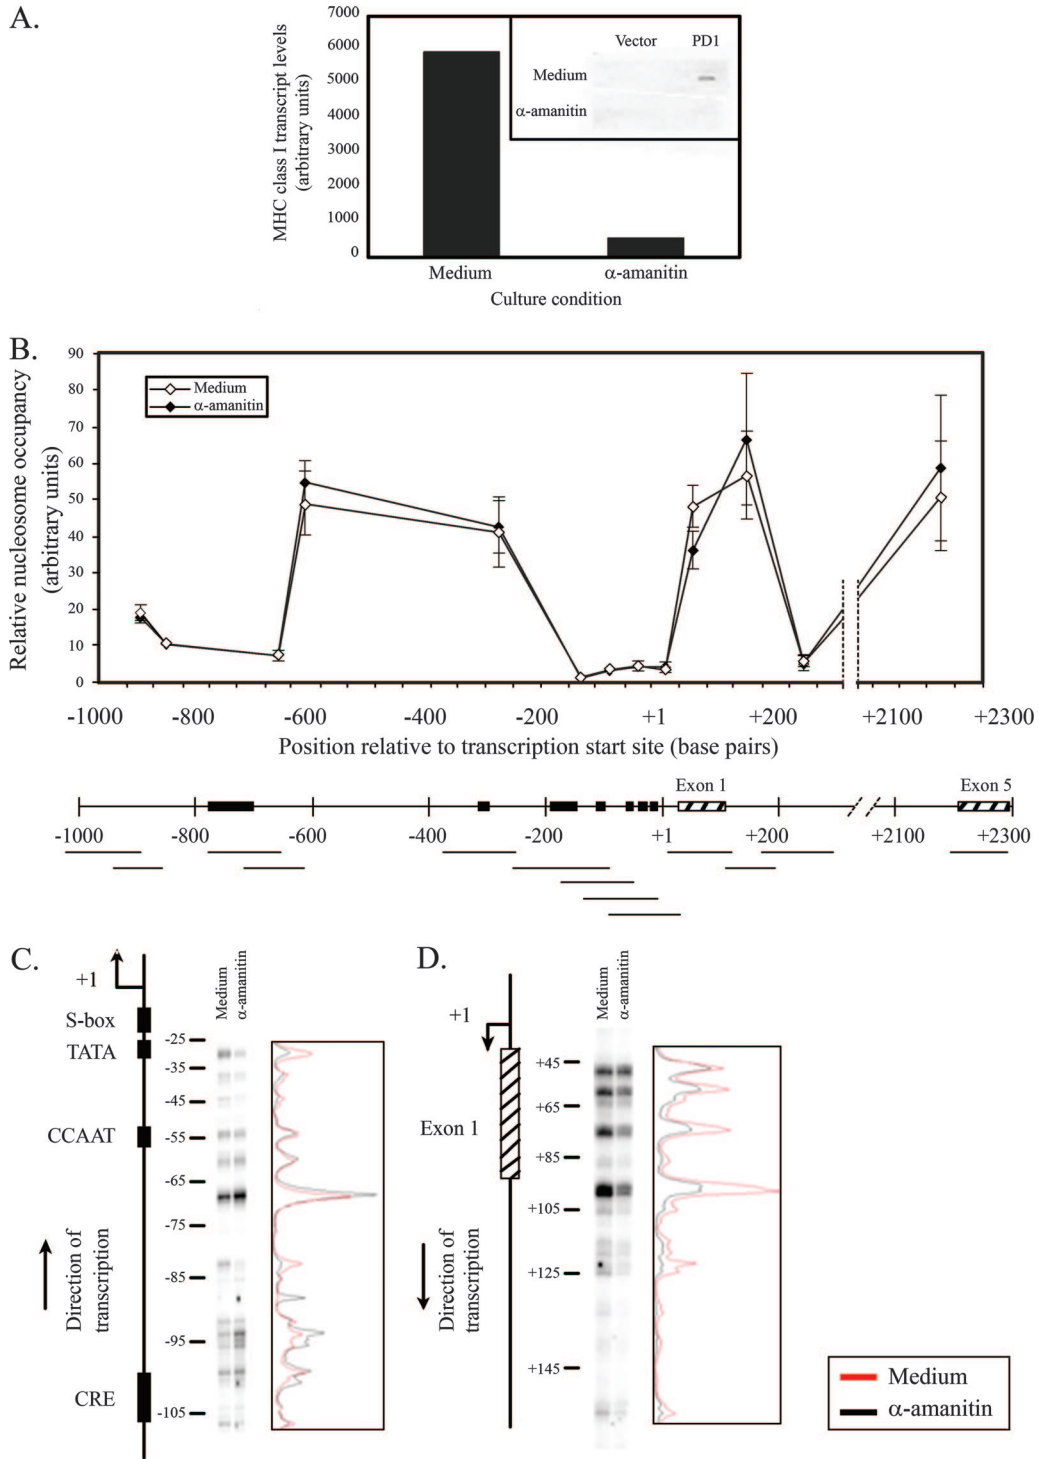 A.
MHC class I transcript levels
(arbitrary units)
7000
6000
5000
4000
3000
2000
1000
0
Vector PD1
Medium
α-amanitin
Medium α-amanitin
Culture condition
B.
Relative nucleosome occupancy
(arbitrary units)
90
80
70
60
50
40
30
20
10
0
Medium
α-amanitin
-1000 -800 -600 -400 -200 +1 +200 +2100 +2300
Position relative to transcription start site (base pairs)
Exon 1 Exon 5
-1000 -800 -600 -400 -200 +1 +200 +2100 +2300
C.
+1
S-box
TATA
CCAAT
CRE
Direction of
transcription
Medium
α-amanitin
-25
-35
-45
-55
-65
-75
-85
-95
-105
D.
+1
Exon 1
Direction of
transcription
Medium
α-amanitin
+45
+65
+85
+105
+125
+145
Medium
α-amanitin